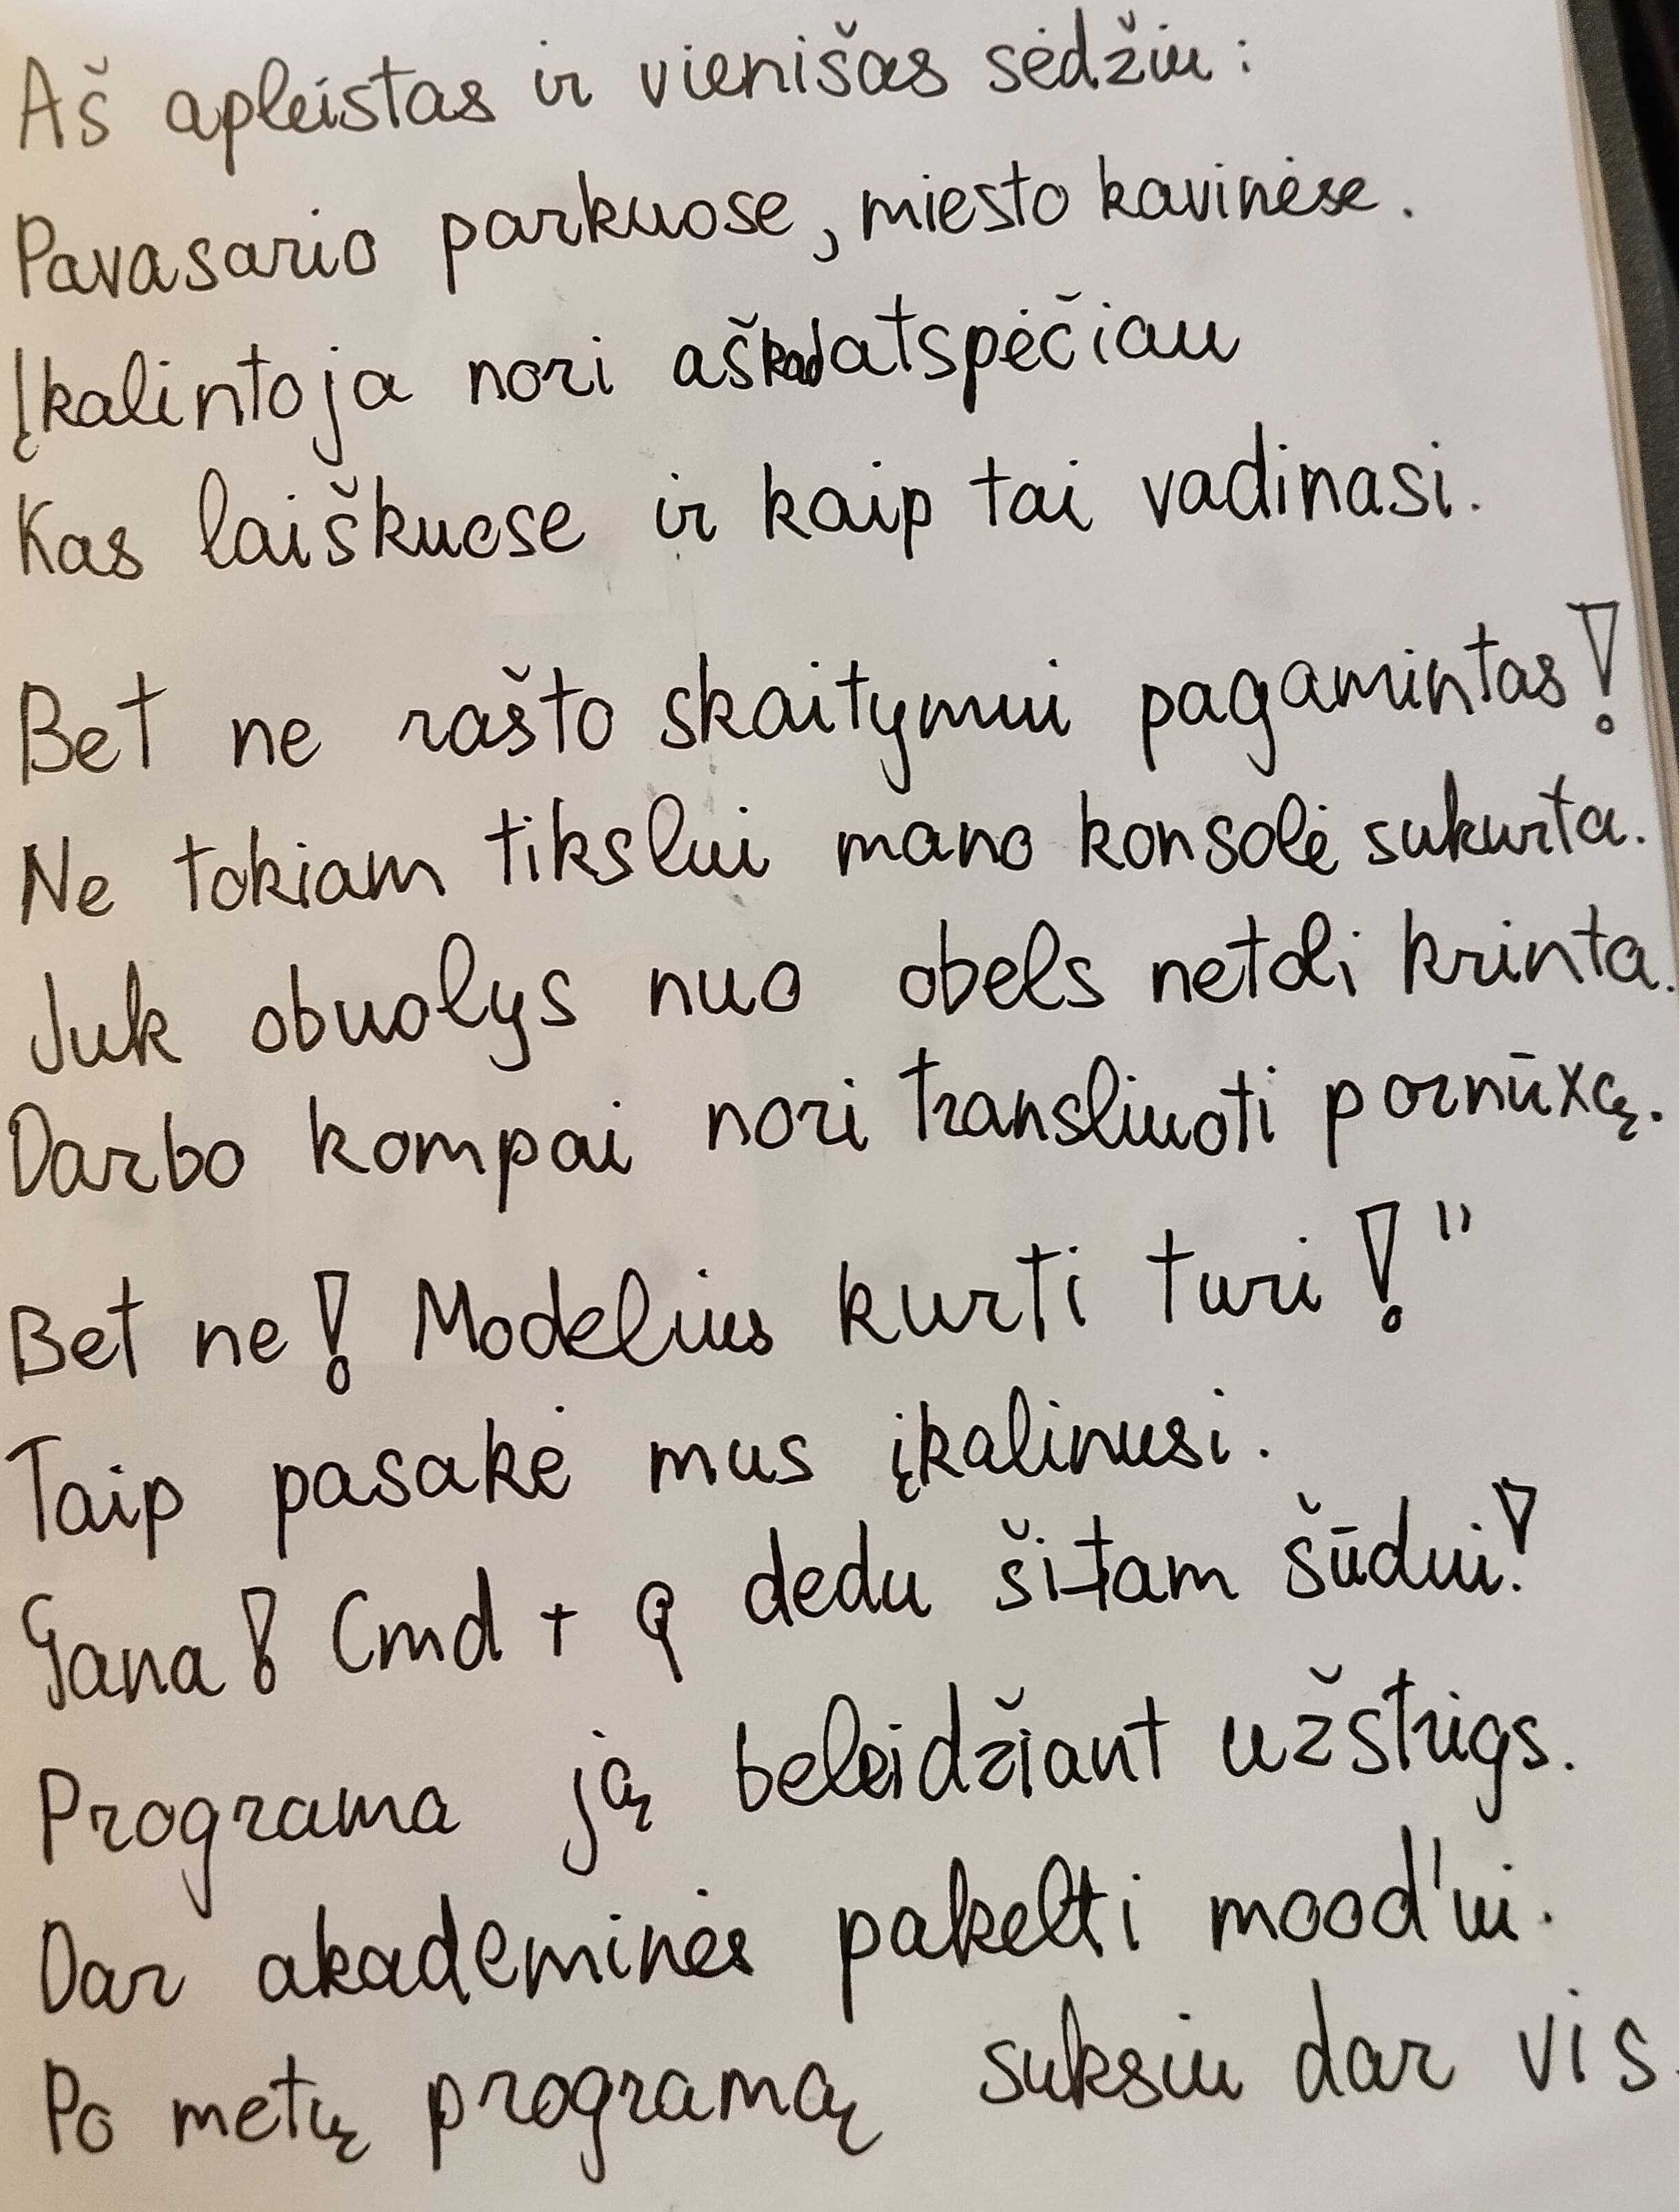 Aš apleistas ir vienišas sėdžiu:
Pavasario parkuose, miesto kavinėse.
Įkalintoja nori aš kad atspėčiau
Kas laiškuose ir kaip tai vadinasi.
Bet ne rašto skaitymui pagamintas!
Ne tokiam tikslui mano konsolė sukurta.
Juk obuolys nuo obels netoli krinta.
Darbo kompai nori transliuoti pornūxą.
Bet ne! Modelius kurti turi!"
Taip pasakė mus įkalinusi.
Gana! Cmd + Q dedu šitam šūdui!
Programa ją beleidžiant užstrigs.
Dar akademinės pakelti mood'ui.
Po metų programą suksiu dar vis.